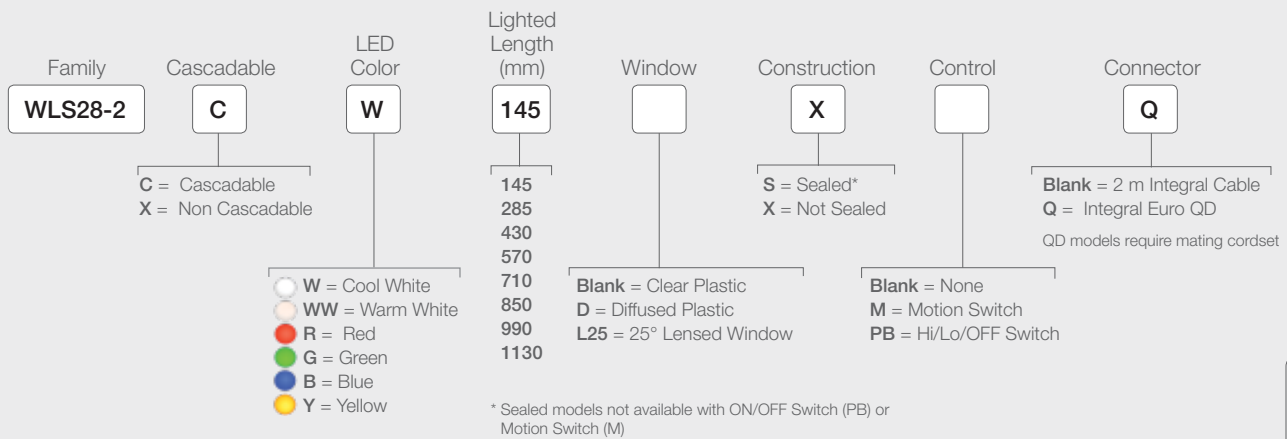 Family
Cascadable
LED
Color
Lighted
Length
(mm)
Window
Construction
Control
Connector
WLS28-2
C
W
145
X
Q
C = Cascadable
X = Non Cascadable
W = Cool White
WW = Warm White
R = Red
G = Green
B = Blue
Y = Yellow
145
285
430
570
710
850
990
1130
Blank = Clear Plastic
D = Diffused Plastic
L25 = 25° Lensed Window
S = Sealed*
X = Not Sealed
Blank = None
M = Motion Switch
PB = Hi/Lo/OFF Switch
Blank = 2 m Integral Cable
Q = Integral Euro QD
QD models require mating cordset
* Sealed models not available with ON/OFF Switch (PB) or
Motion Switch (M)